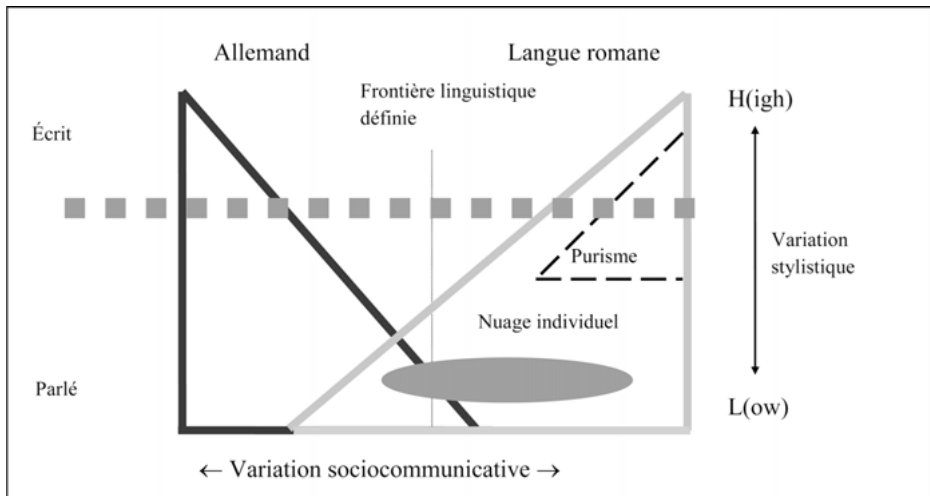 Allemand
Langue romane
Frontière linguistique
définie
H(igh)
Écrit
Variation
stylistique
Purisme
Nuage individuel
Parlé
L(ow)
← Variation sociocommunicative →